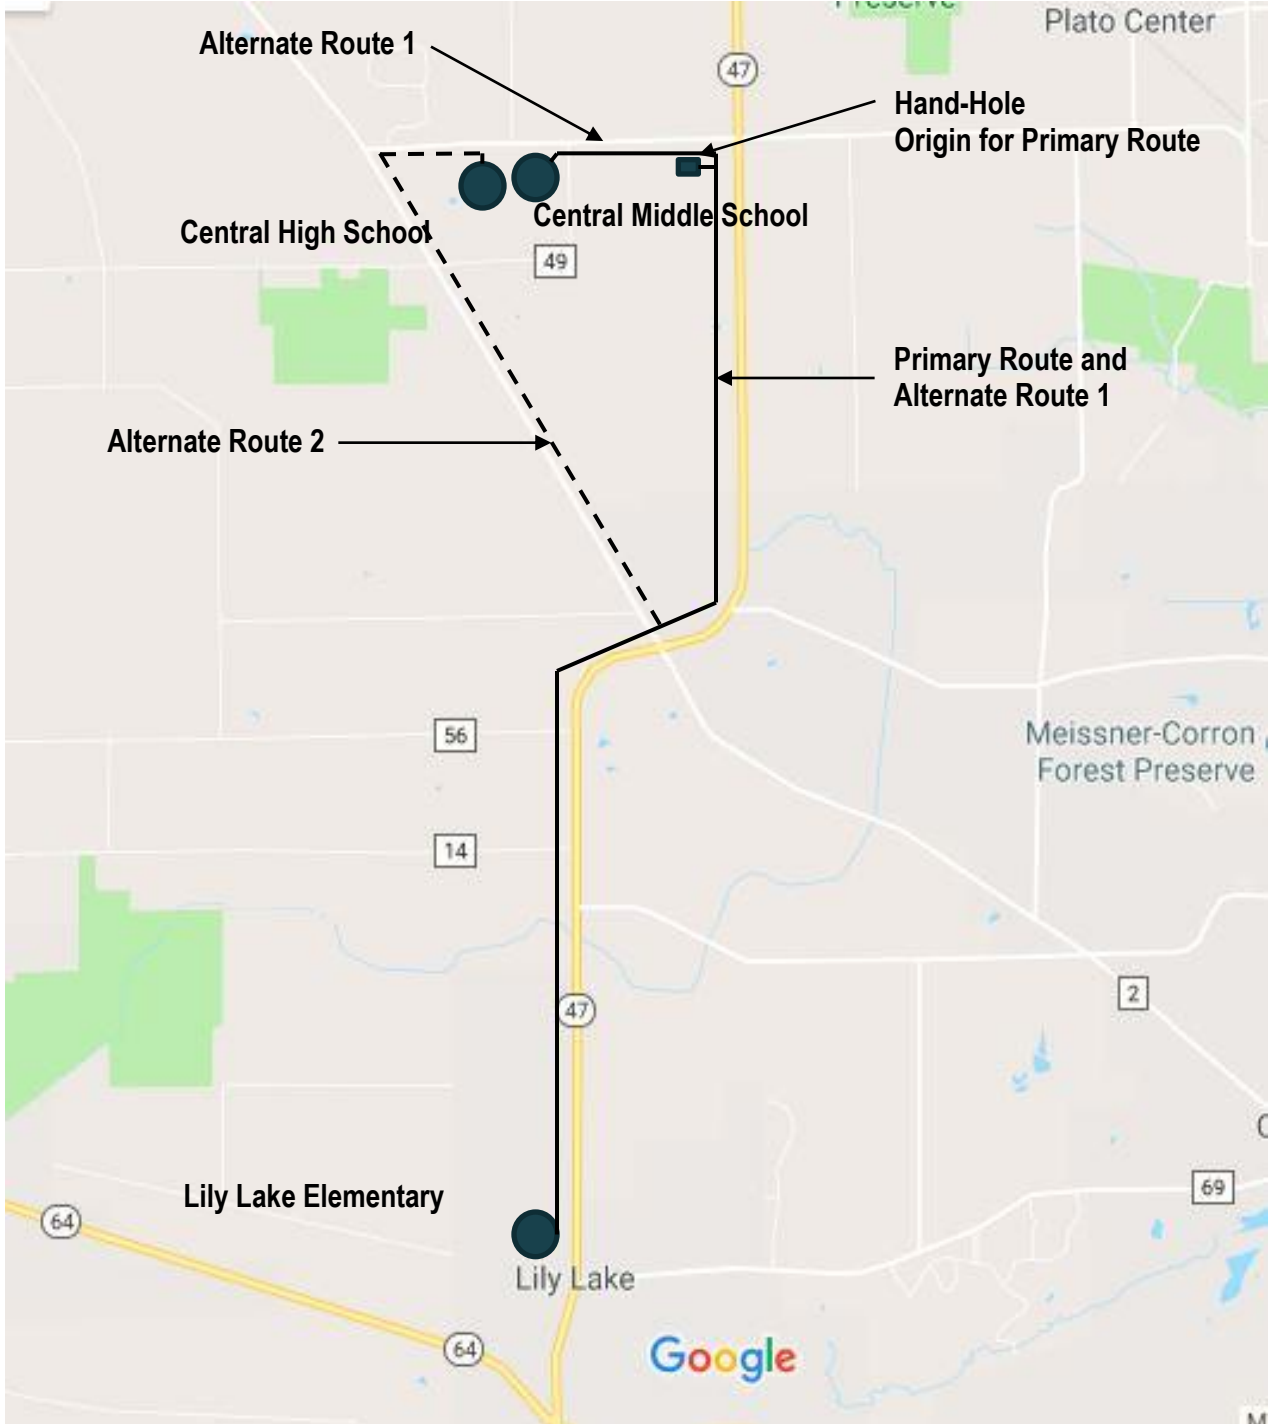 Preserve
Plato Center
Alternate Route 1
47
Hand-Hole
Origin for Primary Route
Central Middle School
Central High School
49
Primary Route and
Alternate Route 1
Alternate Route 2
56
Meissner-Corron
Forest Preserve
14
2
47
69
Lily Lake Elementary
64
Lily Lake
64
Google